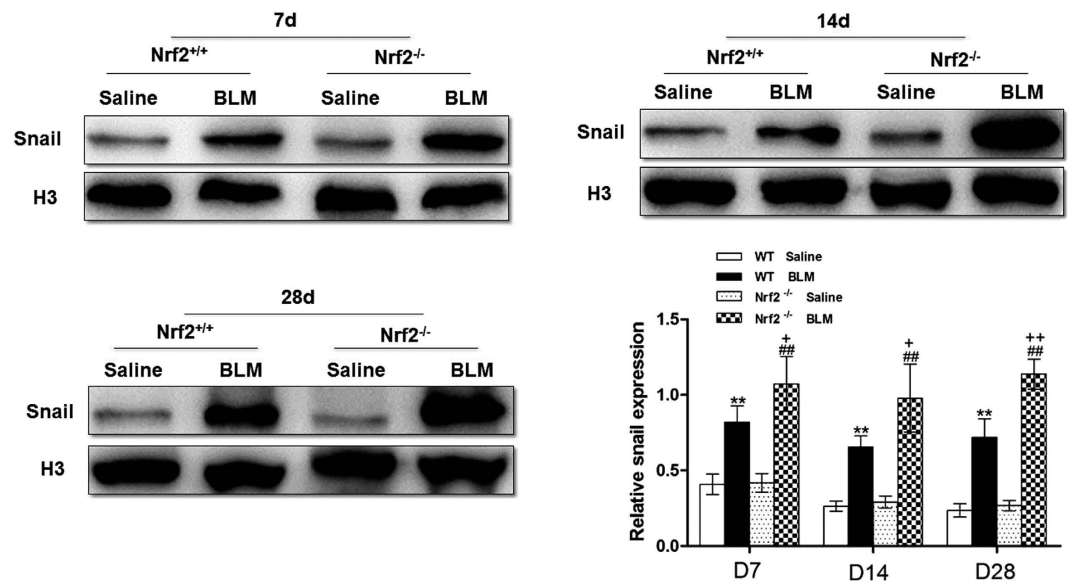 7d
Nrf2+/+ Nrf2-/-
Saline BLM Saline BLM
Snail
H3
14d
Nrf2+/+ Nrf2-/-
Saline BLM Saline BLM
Snail
H3
28d
Nrf2+/+ Nrf2-/-
Saline BLM Saline BLM
Snail
H3
WT Saline
WT BLM
Nrf2 -/- Saline
Nrf2 -/- BLM
Relative snail expression
1.5
1.0
0.5
0.0
+ + ++
## ## ##
** ** **
D7 D14 D28